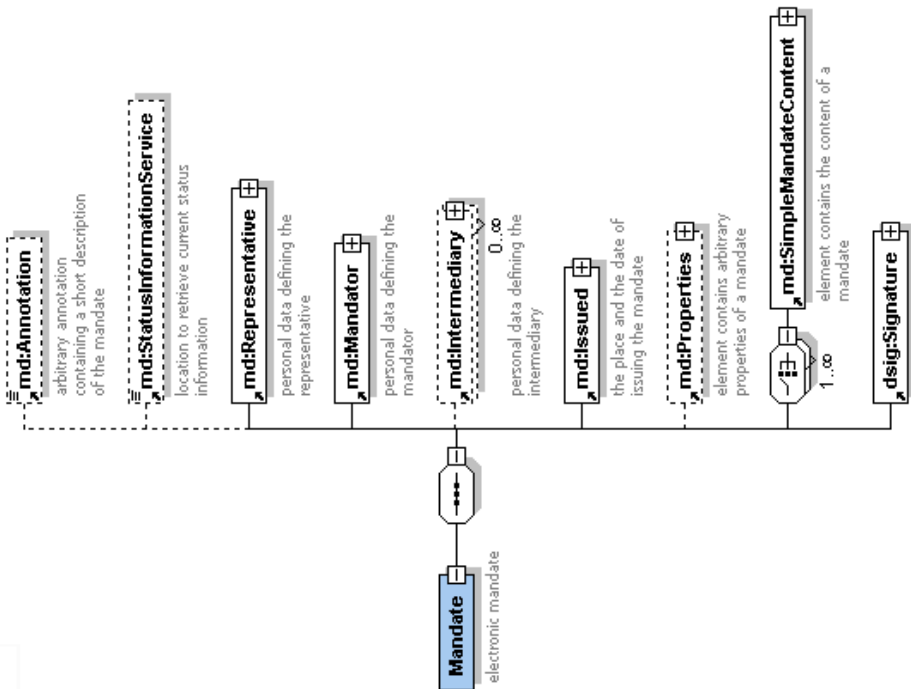 Mandate
electronic mandate
md:Annotation
arbitrary annotation
containing a short description
of the mandate
md:StatusInformationService
location to retrieve current status
information
md:Representative
personal data defining the
representative
md:Mandator
personal data defining the
mandator
md:Intermediary
0..∞
personal data defining the
intermediary
md:Issued
the place and the date of
issuing the mandate
md:Properties
element contains arbitrary
properties of a mandate
1..∞
md:SimpleMandateContent
element contains the content of a
mandate
dsig:Signature